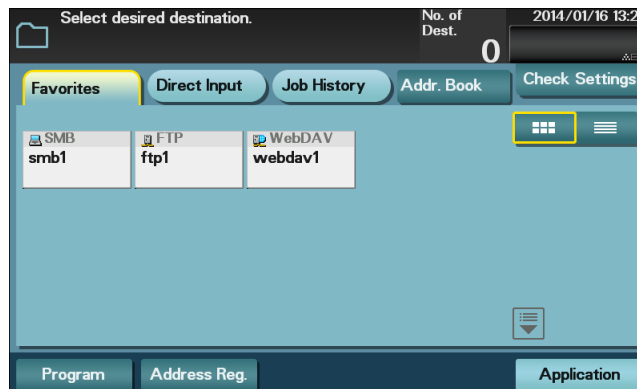 Select desired destination.
No. of
Dest.
0
2014/01/16 13:2
Favorites
Direct Input
Job History
Addr. Book
Check Settings
SMB
smb1
FTP
ftp1
WebDAV
webdav1
Program
Address Reg.
Application